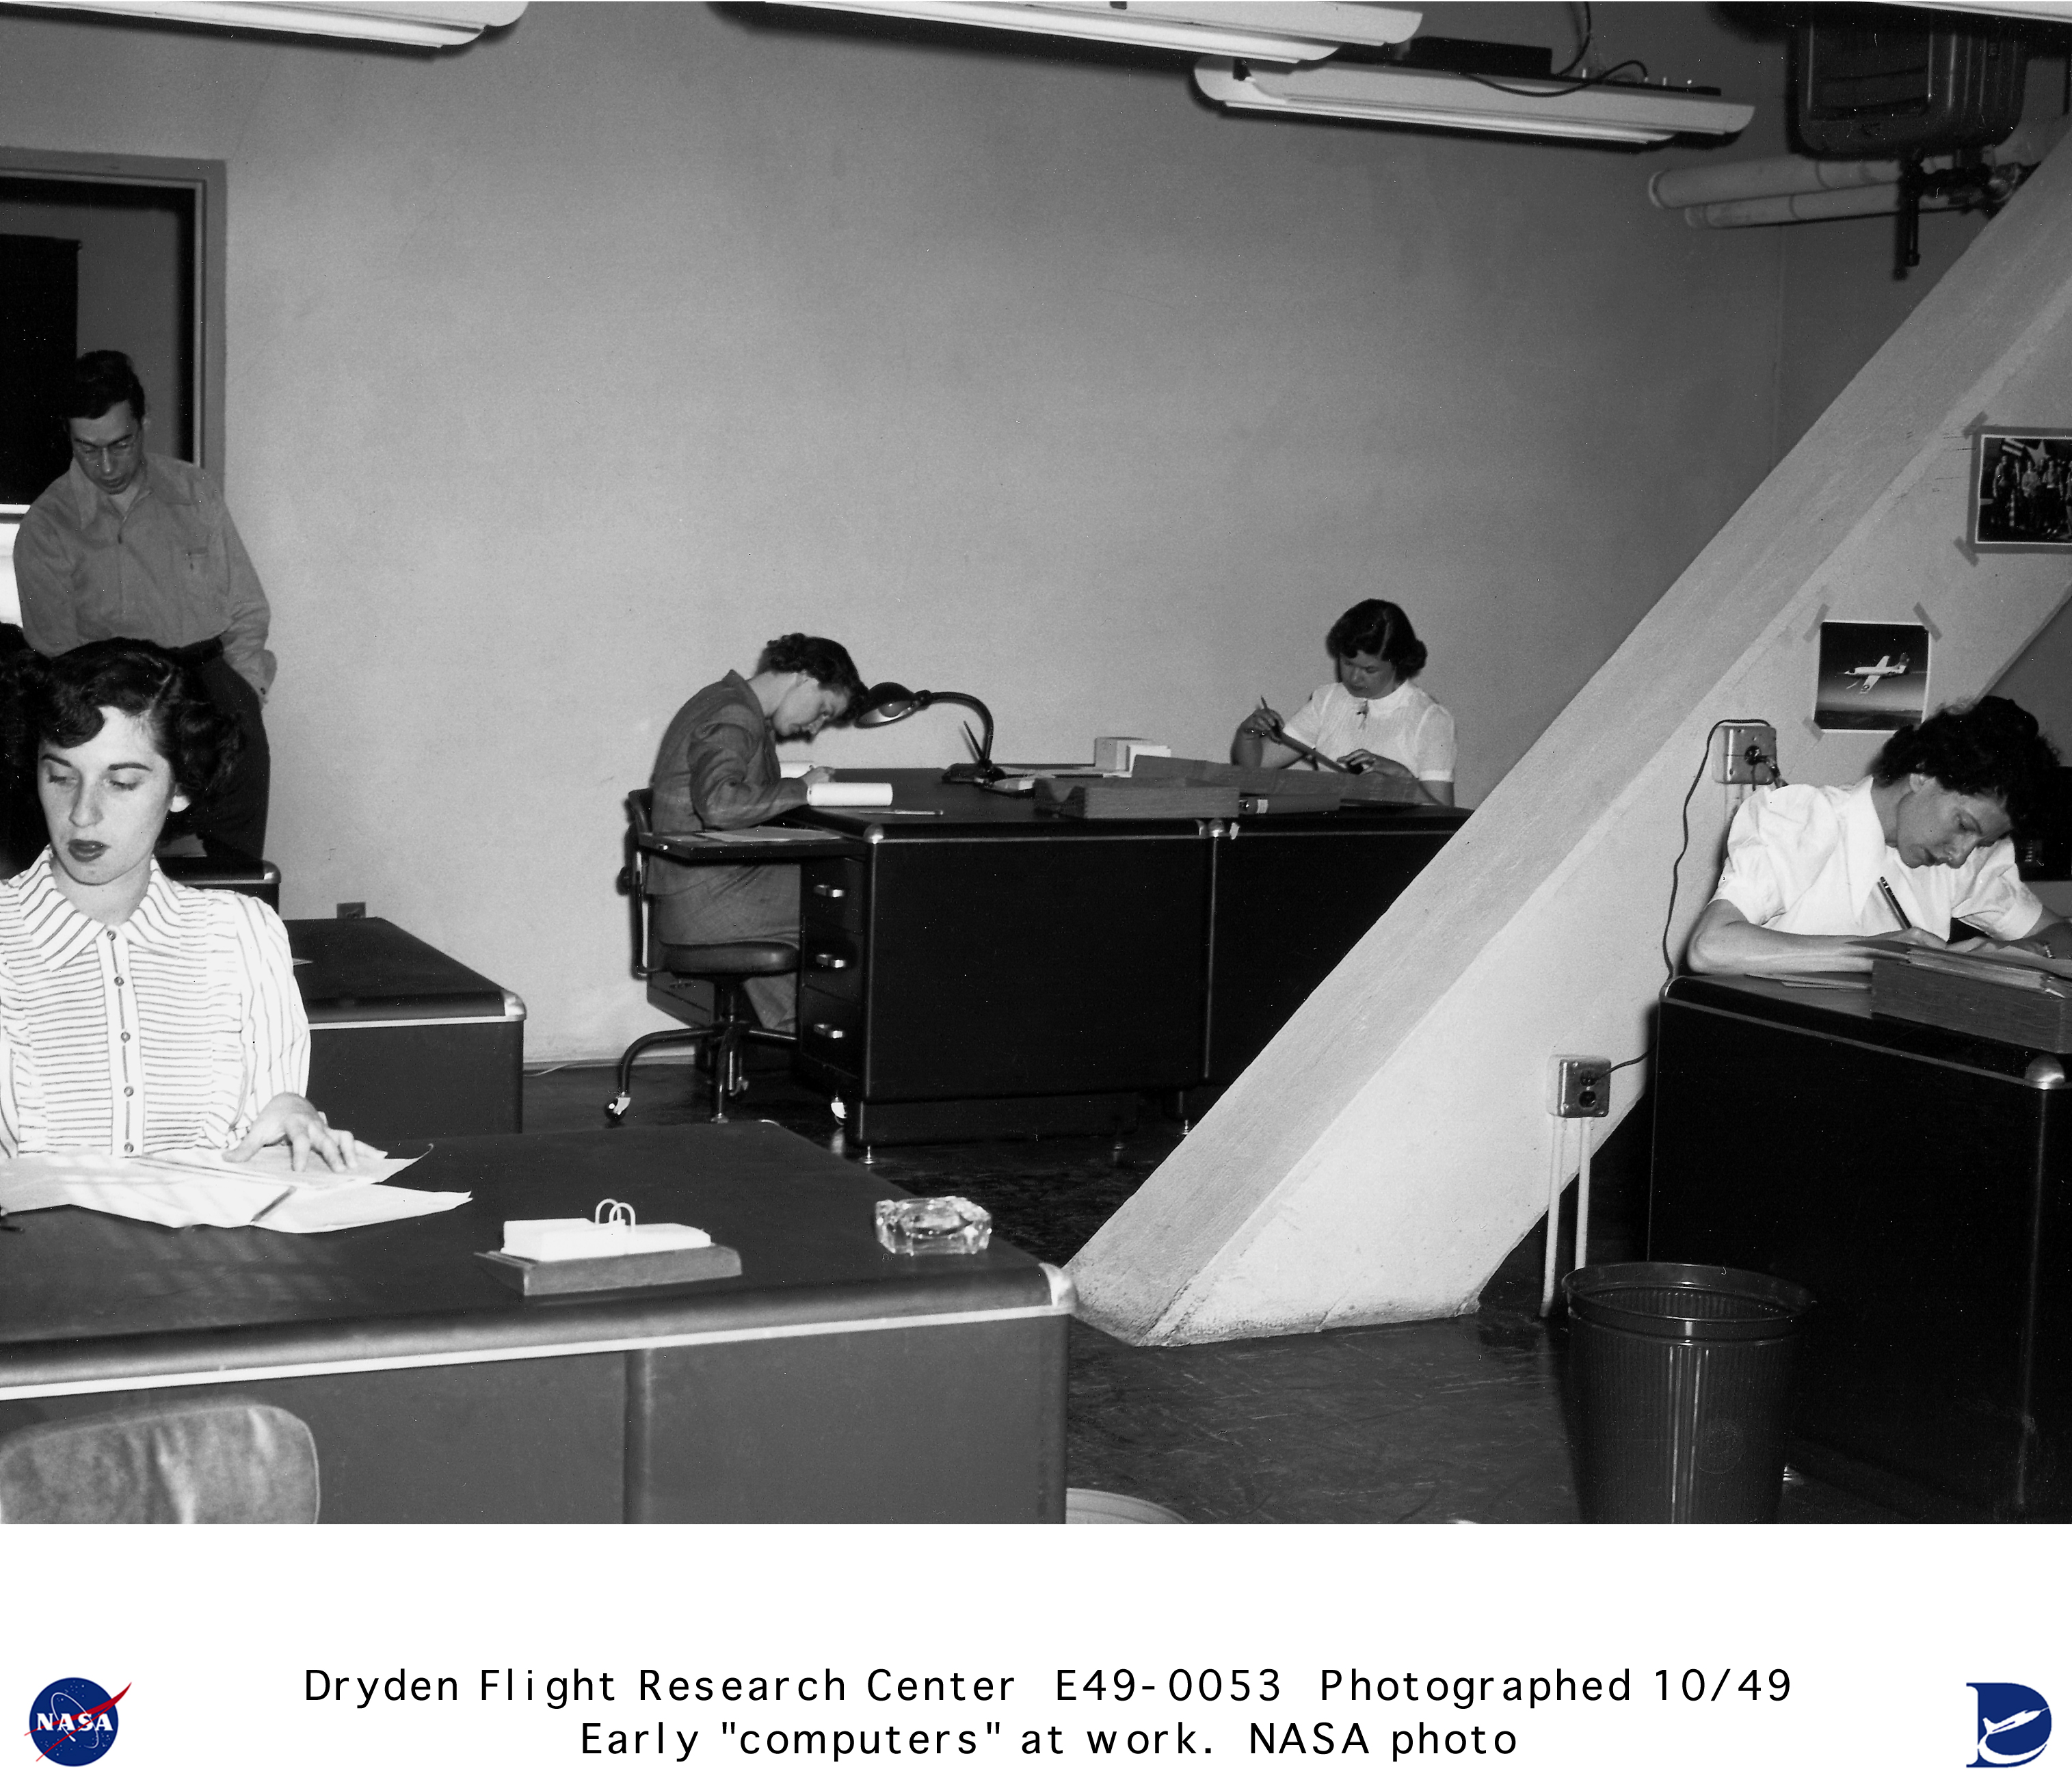 NASA
Dryden Flight Research Center E49-0053 Photographed 10/49
Early "computers" at work. NASA photo